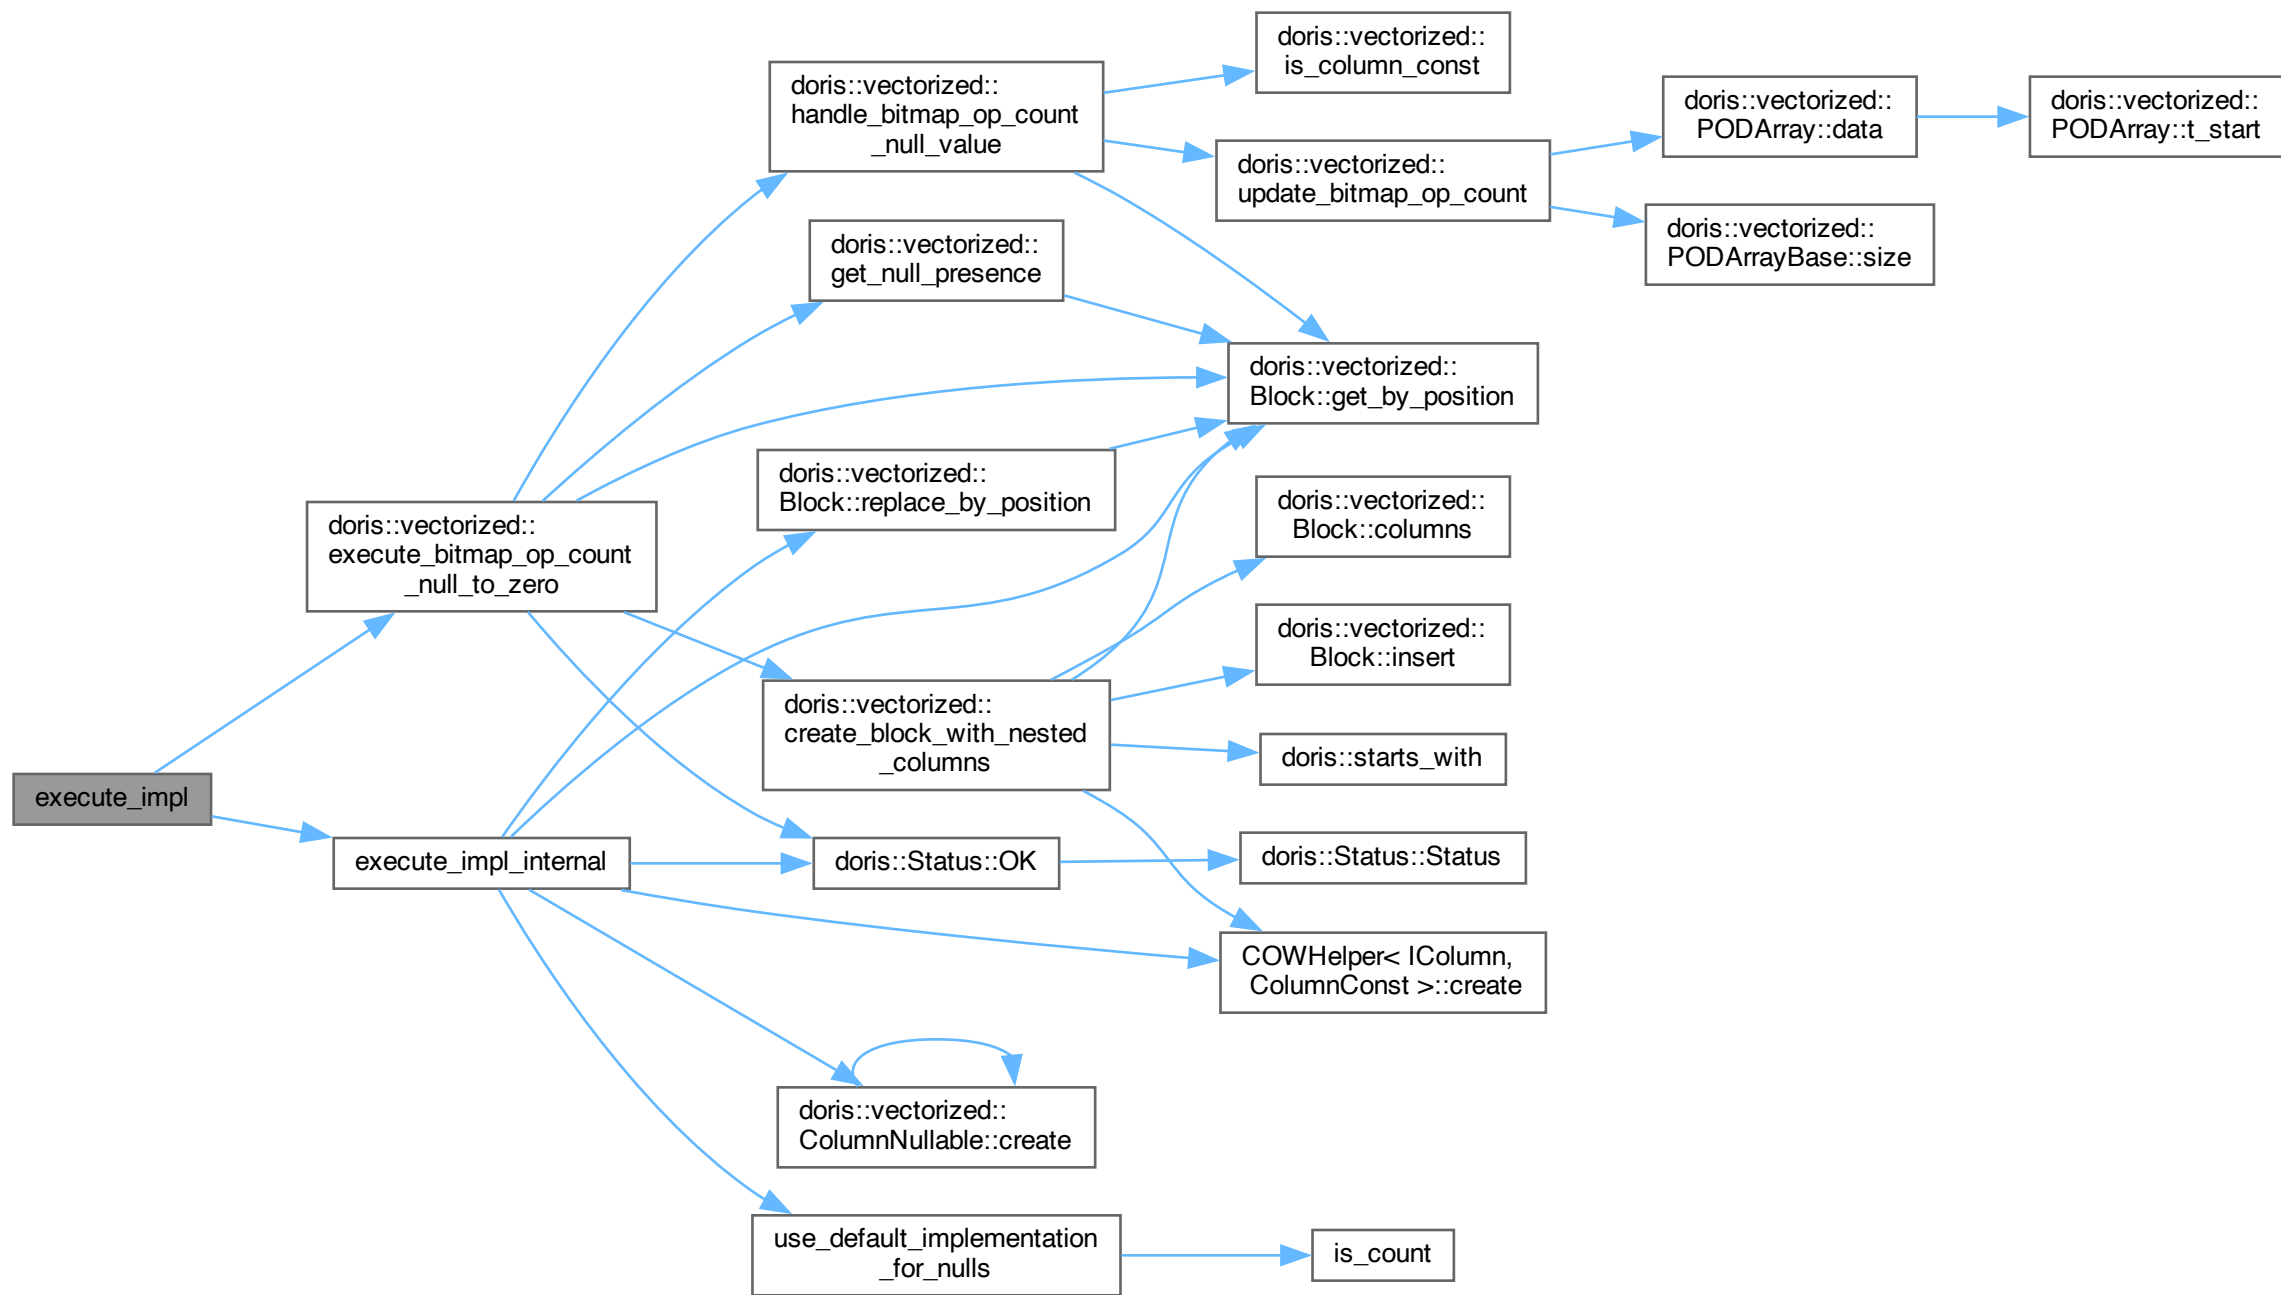 execute_impl
doris::vectorized::
execute_bitmap_op_count
_null_to_zero
execute_impl_internal
doris::vectorized::
handle_bitmap_op_count
_null_value
doris::vectorized::
get_null_presence
doris::vectorized::
Block::replace_by_position
doris::vectorized::
create_block_with_nested
_columns
doris::Status::OK
doris::vectorized::
ColumnNullable::create
use_default_implementation
_for_nulls
doris::vectorized::
is_column_const
doris::vectorized::
update_bitmap_op_count
doris::vectorized::
Block::get_by_position
doris::vectorized::
Block::columns
doris::vectorized::
Block::insert
doris::starts_with
doris::Status::Status
COWHelper< IColumn,
ColumnConst >::create
is_count
doris::vectorized::
PODArray::data
doris::vectorized::
PODArrayBase::size
doris::vectorized::
PODArray::t_start